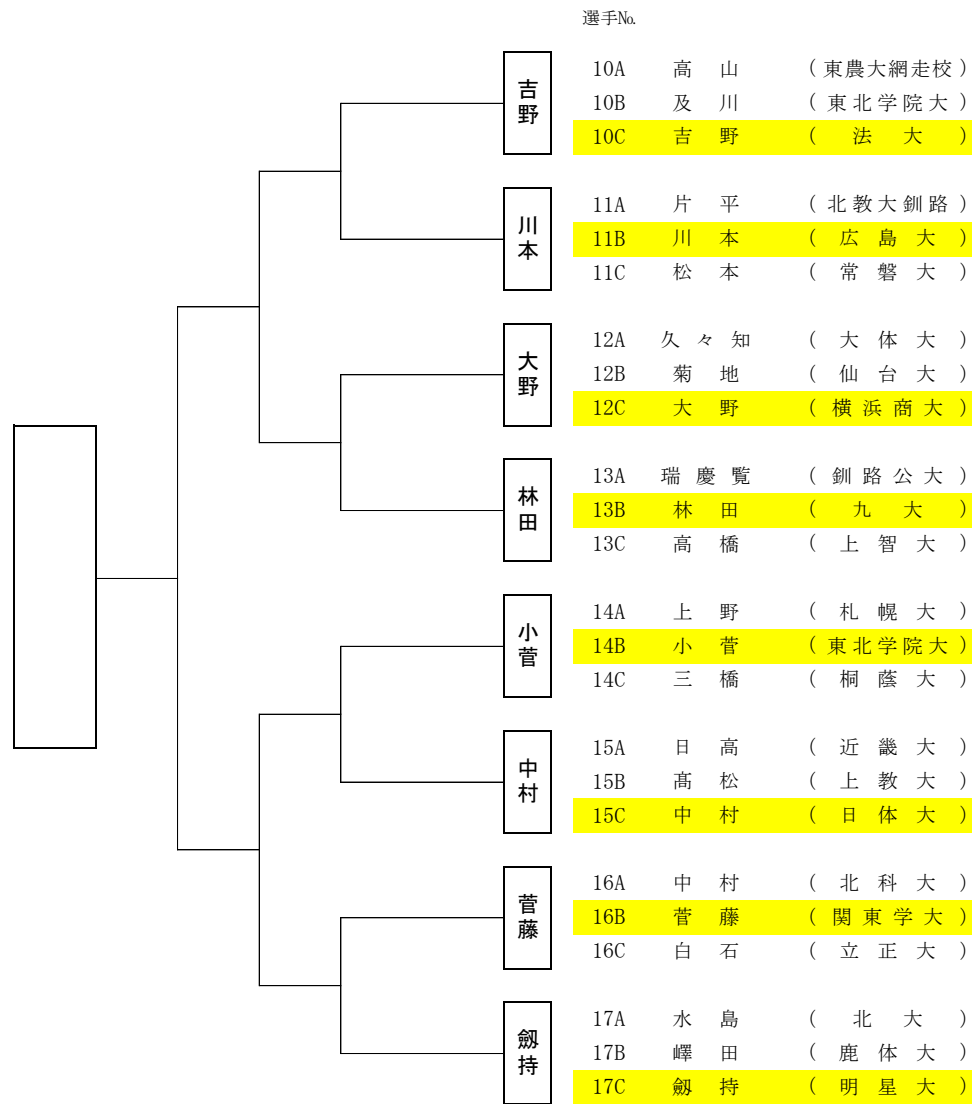 選手№
吉野
10A 高山 (東農大網走校)
10B 及川 (東北学院大)
10C 吉野 (法大)
川本
11A 片平 (北教大釧路)
11B 川本 (広島大)
11C 松本 (常磐大)
大野
12A 久々知 (大体大)
12B 菊地 (仙台大)
12C 大野 (横浜商大)
林田
13A 瑞慶覧 (釧路公大)
13B 林田 (九大)
13C 高橋 (上智大)
小菅
14A 上野 (札幌大)
14B 小菅 (東北学院大)
14C 三橋 (桐蔭大)
中村
15A 日高 (近畿大)
15B 髙松 (上教大)
15C 中村 (日体大)
菅藤
16A 中村 (北科大)
16B 菅藤 (関東学大)
16C 白石 (立正大)
劔持
17A 水島 (北大)
17B 嶧田 (鹿体大)
17C 劔持 (明星大)